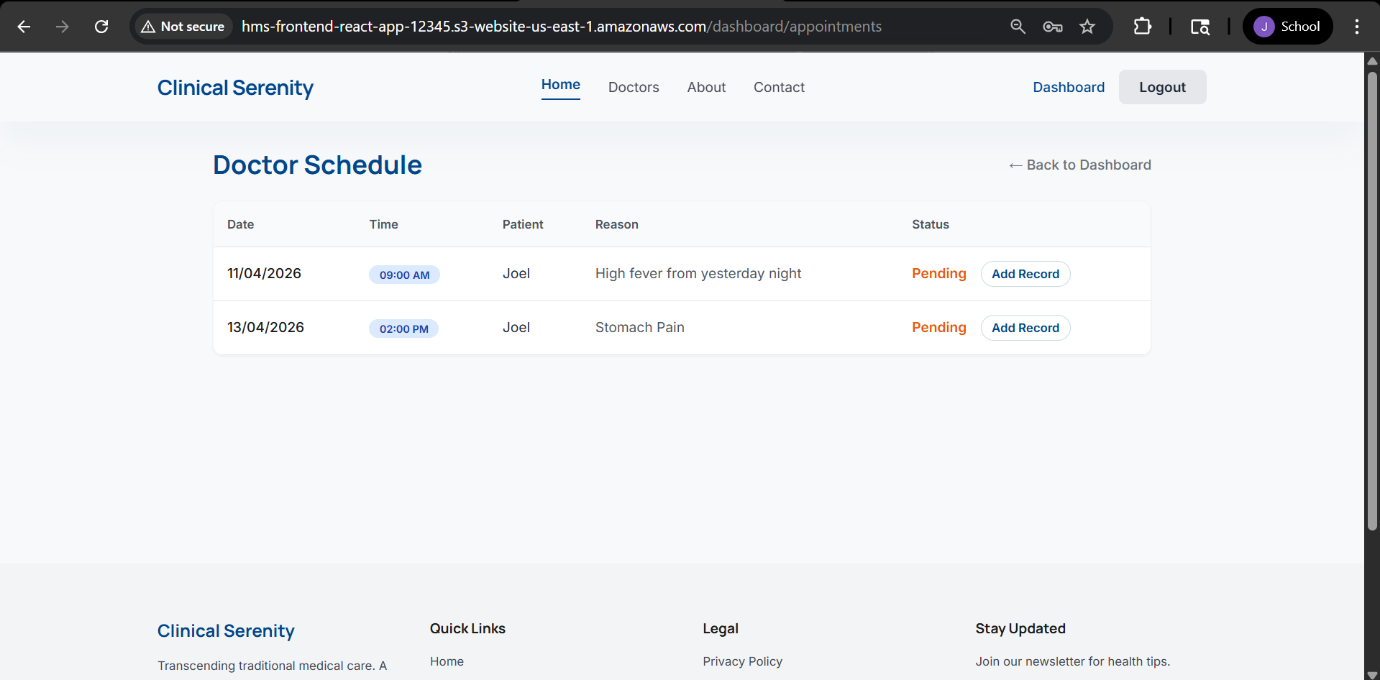 Not secure hms-frontend-react-app-12345.s3-website-us-east-1.amazonaws.com/dashboard/appointments J School
Clinical Serenity Home Doctors About Contact Dashboard Logout
Doctor Schedule ← Back to Dashboard
Date Time Patient Reason Status
11/04/2026 09:00 AM Joel High fever from yesterday night Pending Add Record
13/04/2026 02:00 PM Joel Stomach Pain Pending Add Record
Clinical Serenity Quick Links Legal Stay Updated
Transcending traditional medical care. A Home Privacy Policy Join our newsletter for health tips.